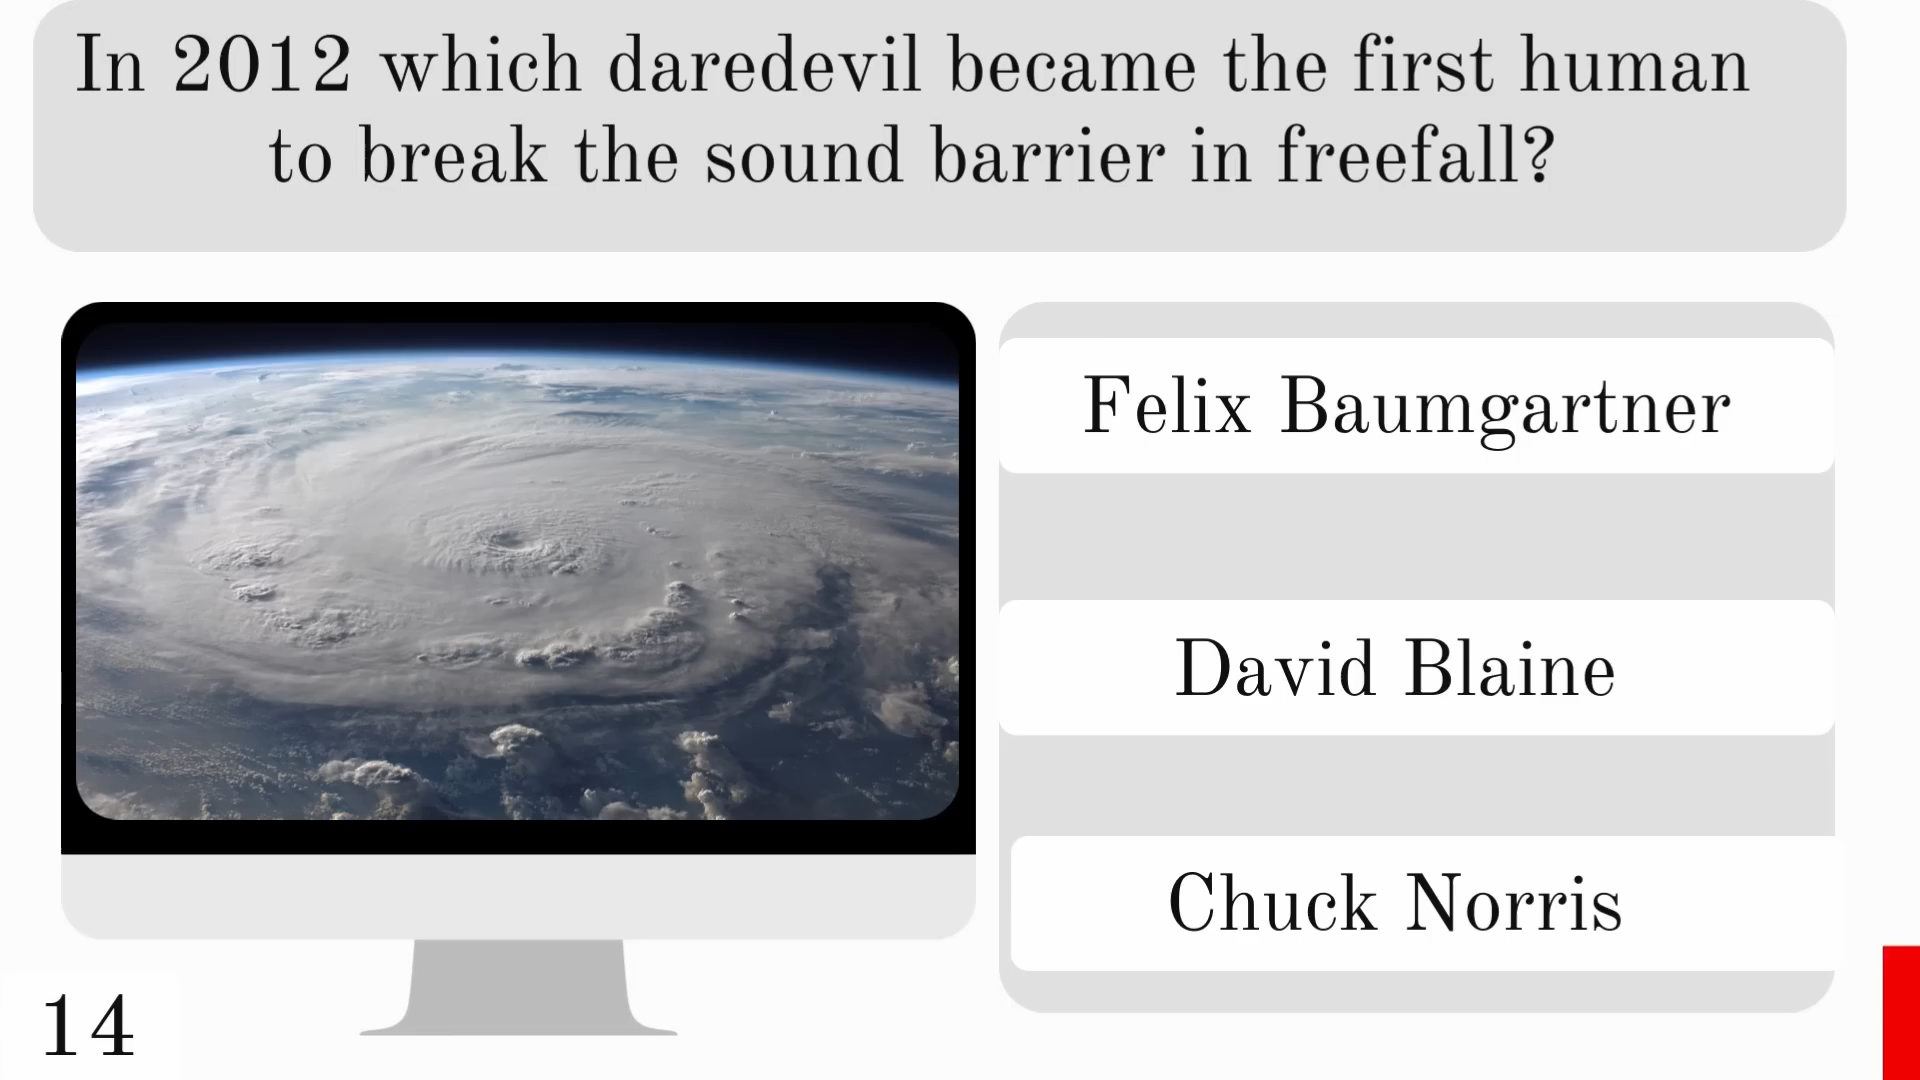 In 2012 which daredevil became the first human
to break the sound barrier in freefall?
Felix Baumgartner
David Blaine
Chuck Norris
14